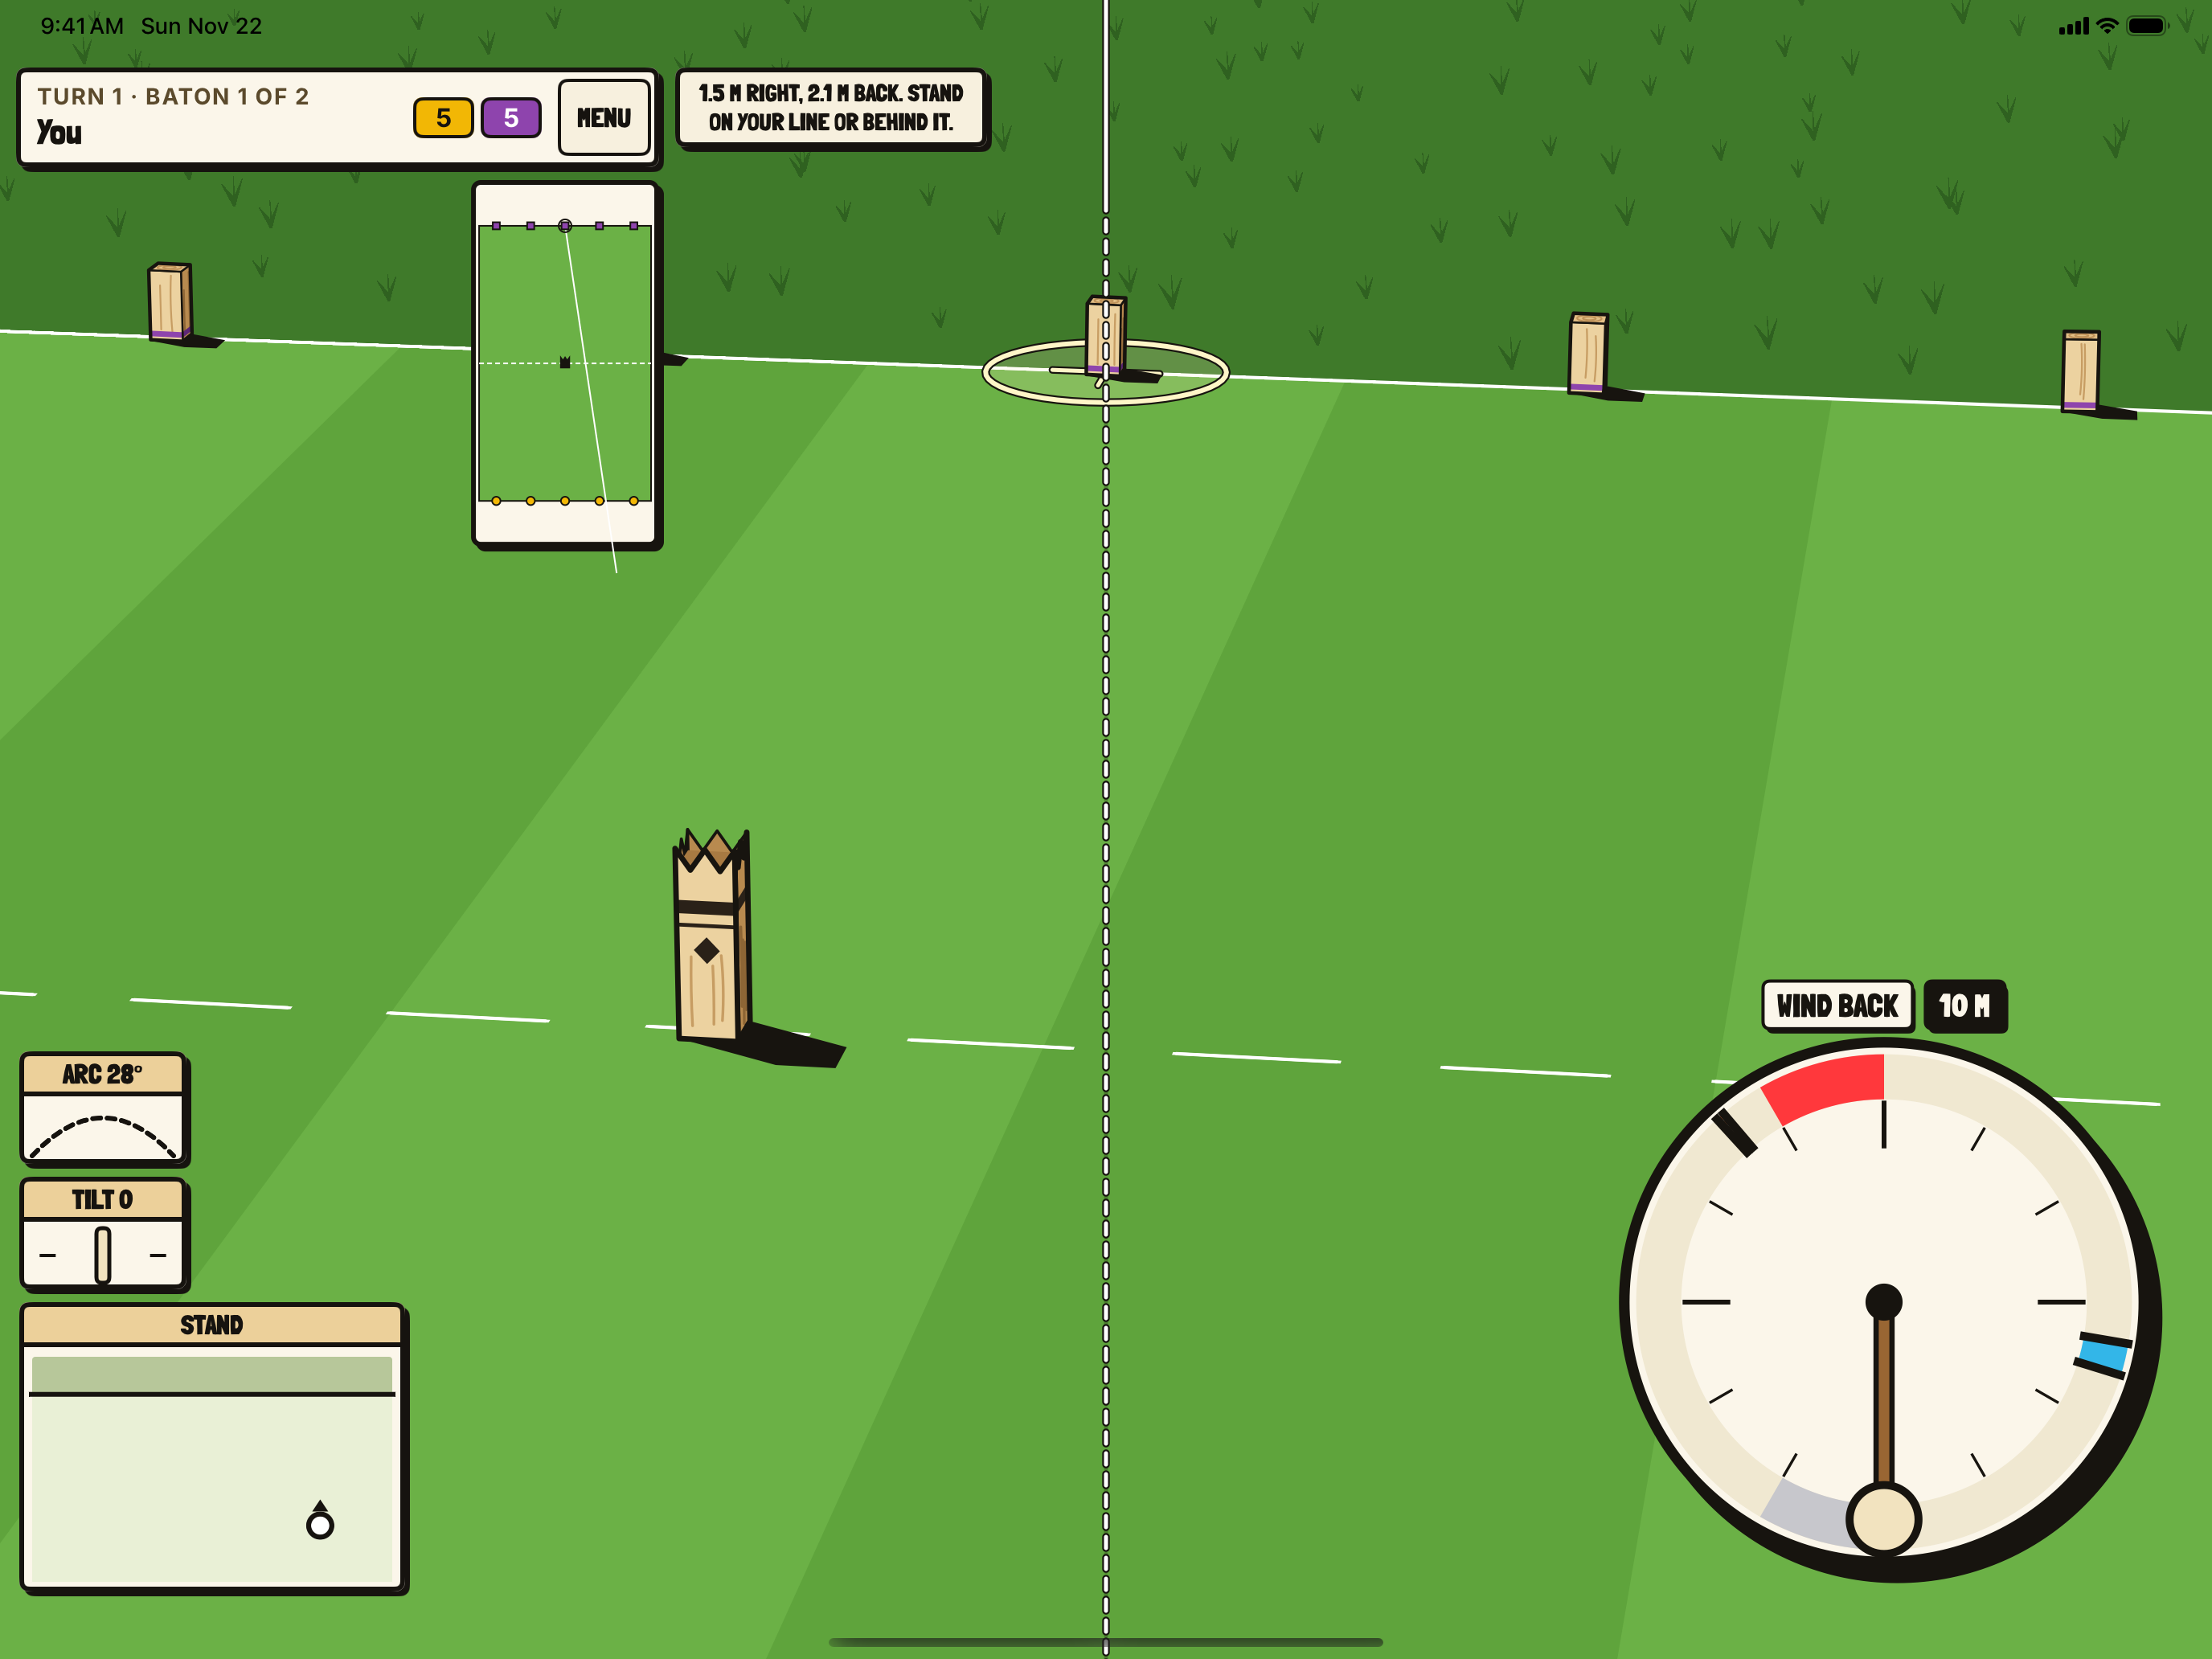 9:41 AM Sun Nov 22
TURN 1 · BATON 1 OF 2
You
5
5
MENU
1.5 M RIGHT, 2.1 M BACK. STAND
ON YOUR LINE OR BEHIND IT.
WIND BACK
10 M
ARC 28°
TILT 0
STAND